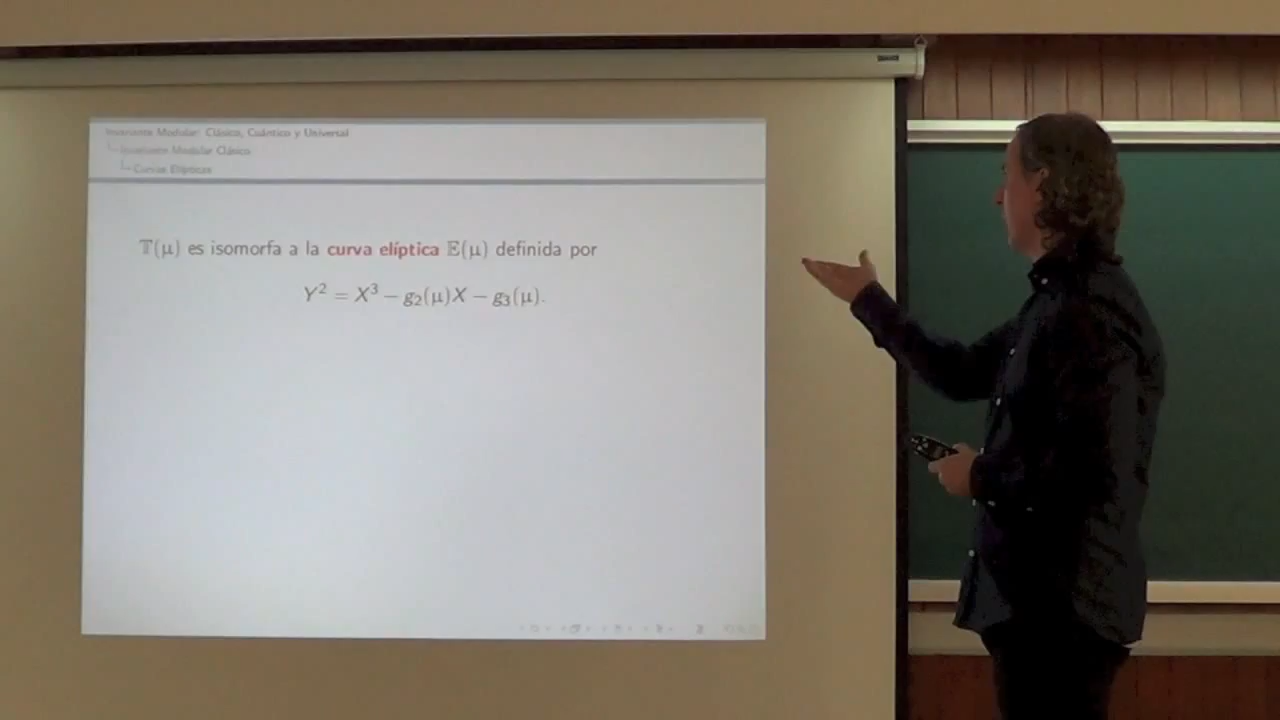 Invariante Modular: Clásico, Cuántico y Universal
Invariante Modular Clásico
Curvas Elípticas
𝕋(μ) es isomorfa a la curva elíptica 𝔼(μ) definida por
Y² = X³ − g₂(μ)X − g₃(μ).